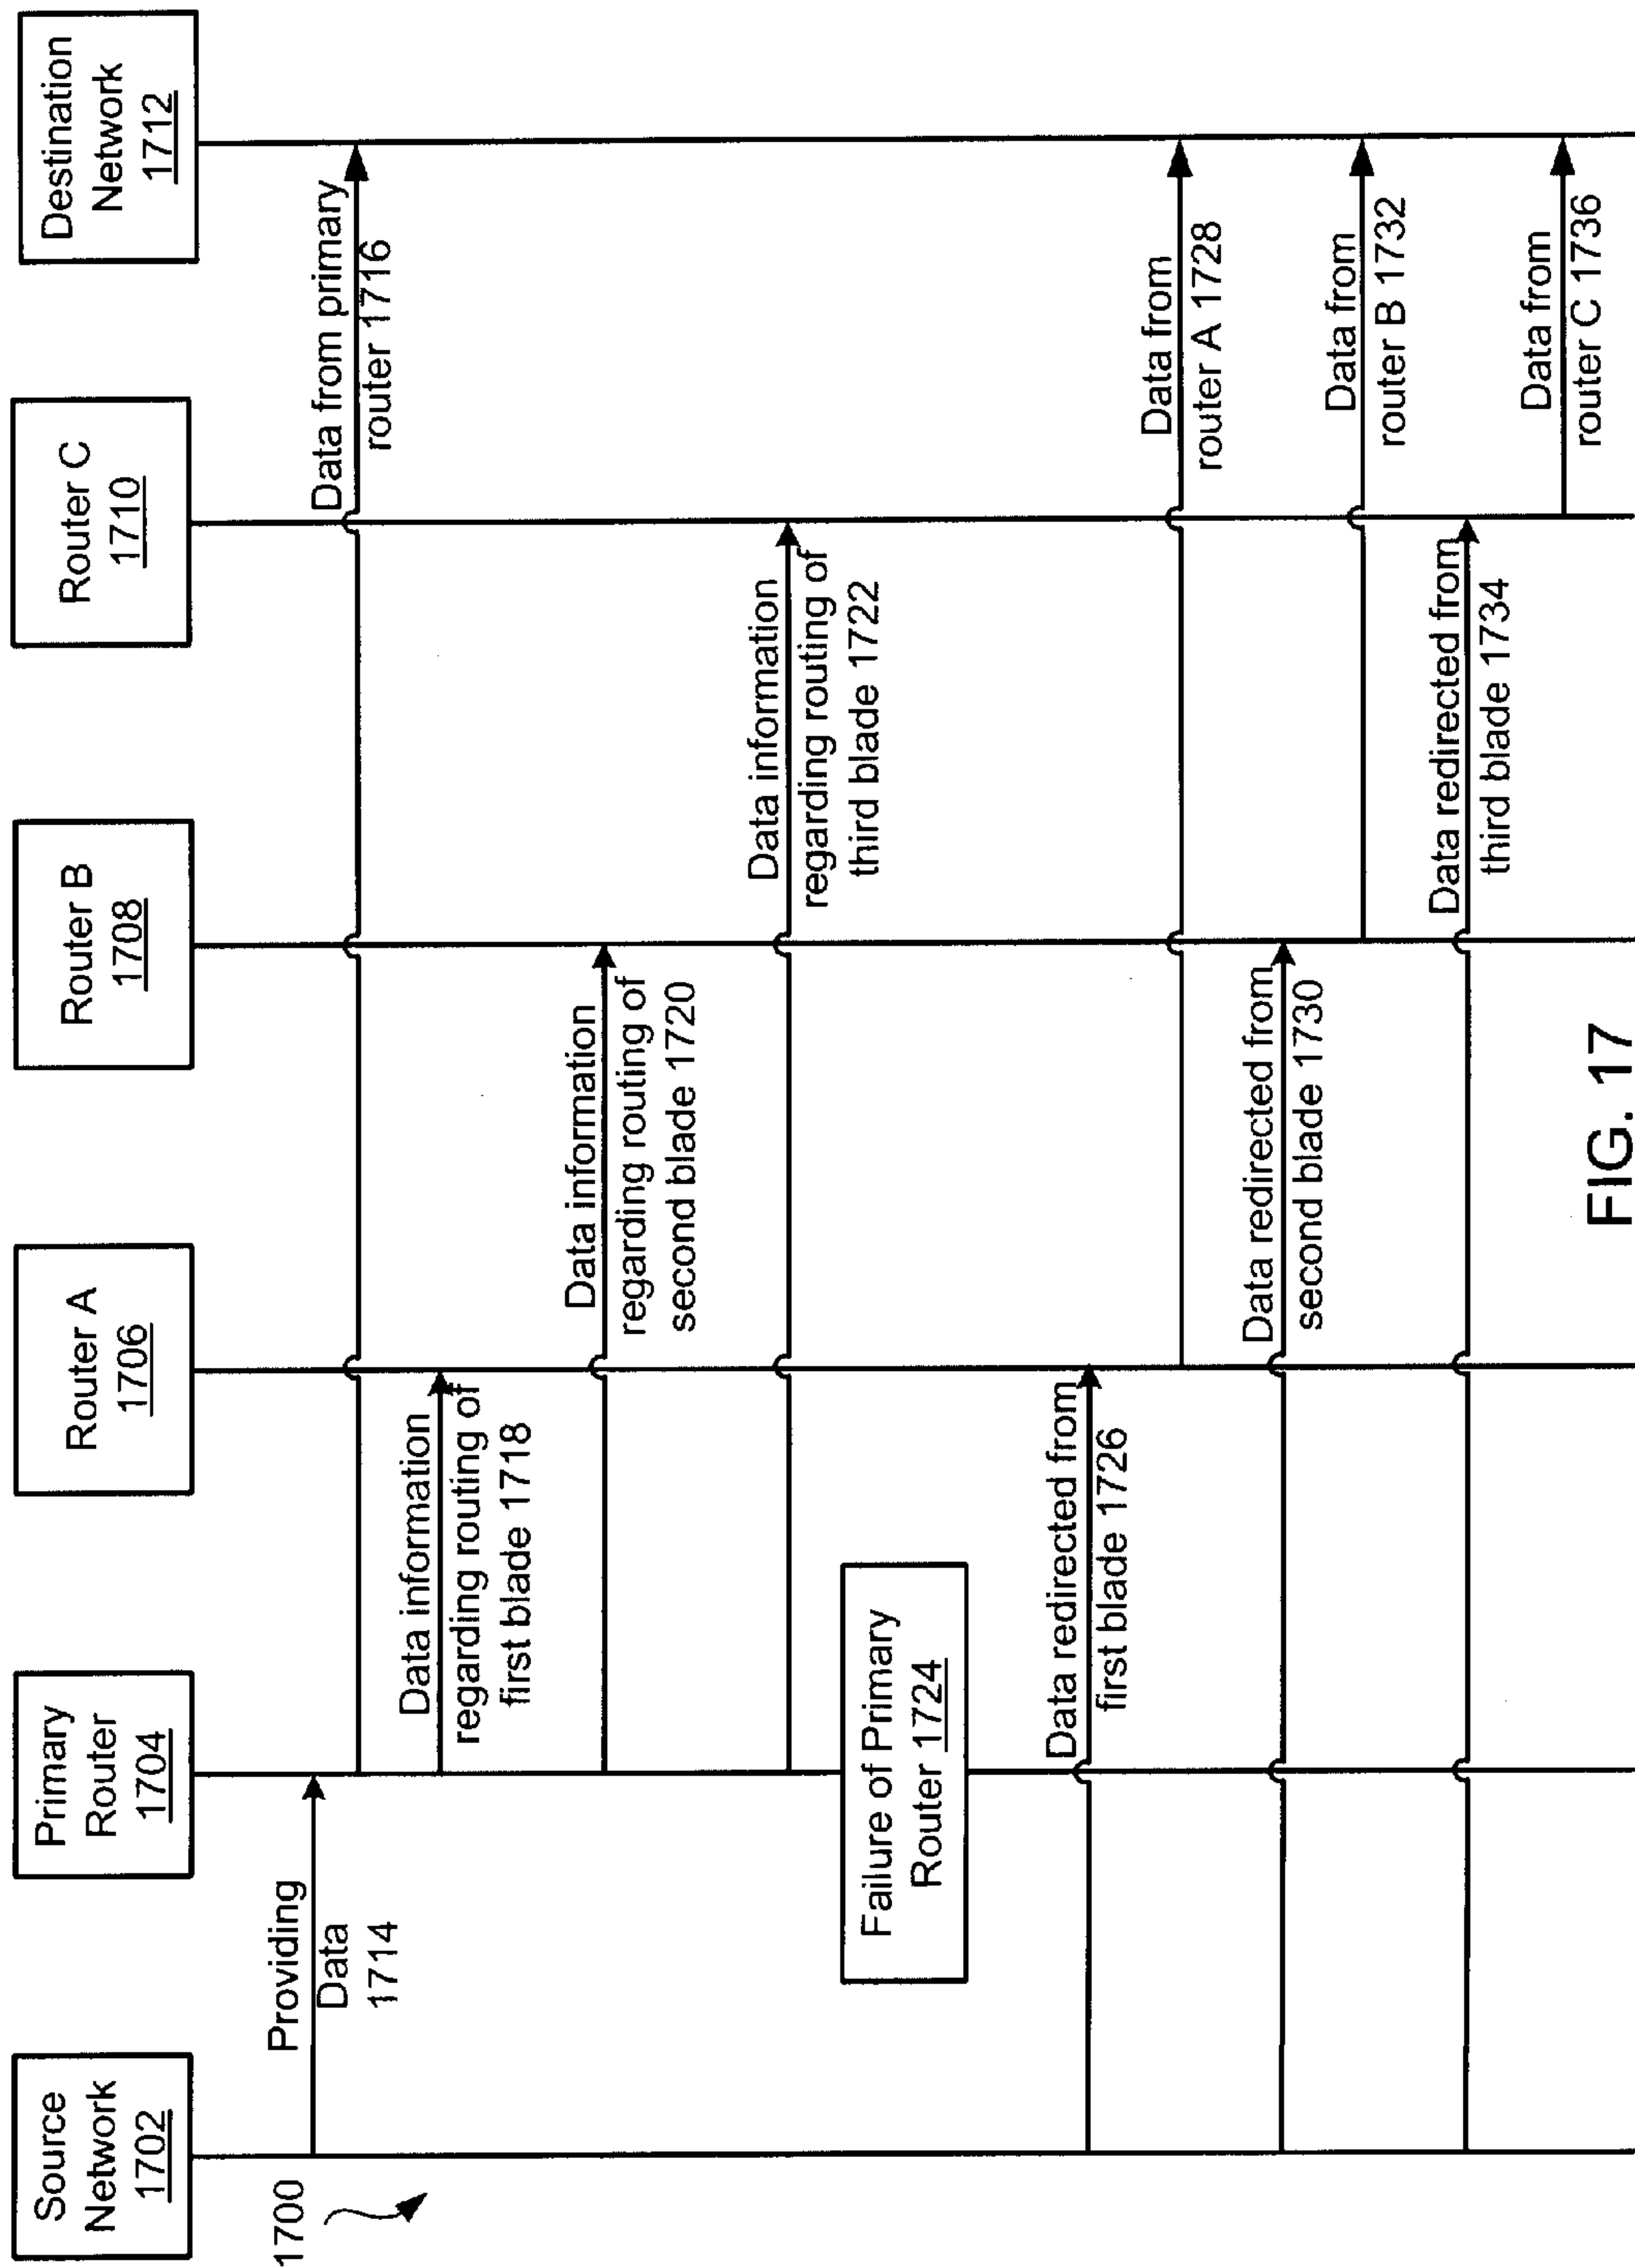 Source
Network
1702
Primary
Router
1704
Router A
1706
Router B
1708
Router C
1710
Destination
Network
1712
1700
Providing
Data
1714
Data from primary
router 1716
Data information
regarding routing of
first blade 1718
Data information
regarding routing of
second blade 1720
Data information
regarding routing of
third blade 1722
Failure of Primary
Router 1724
Data redirected from
first blade 1726
Data from
router A 1728
Data redirected from
second blade 1730
Data from
router B 1732
Data redirected from
third blade 1734
Data from
router C 1736
FIG. 17